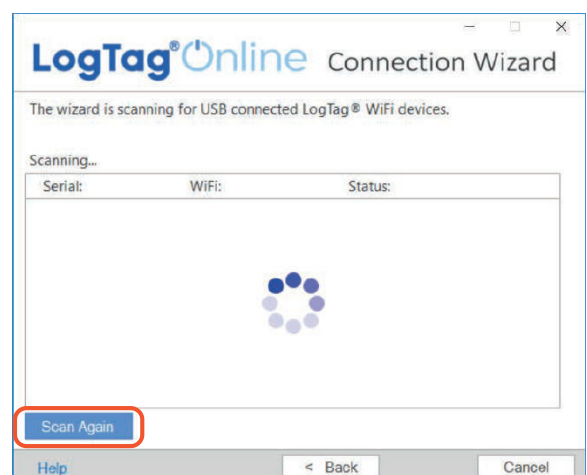 LogTag®Online Connection Wizard
The wizard is scanning for USB connected LogTag® WiFi devices.
Scanning...
Serial: WiFi: Status:
Scan Again
Help < Back Cancel